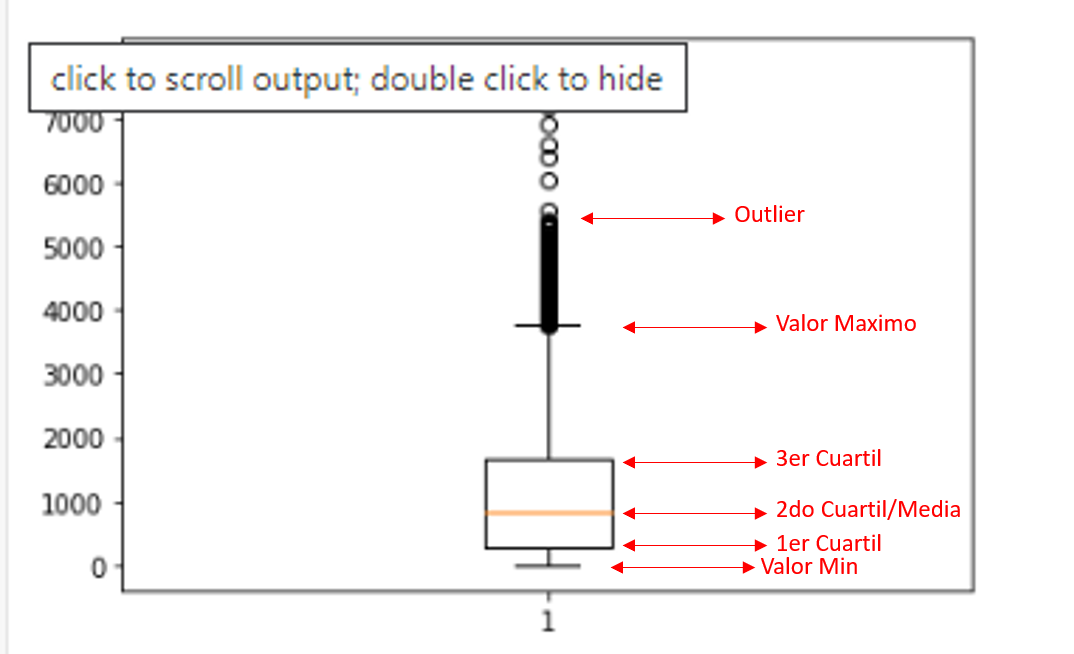 click to scroll output; double click to hide
7000
6000
5000
4000
3000
2000
1000
0
1
Outlier
Valor Maximo
3er Cuartil
2do Cuartil/Media
1er Cuartil
Valor Min